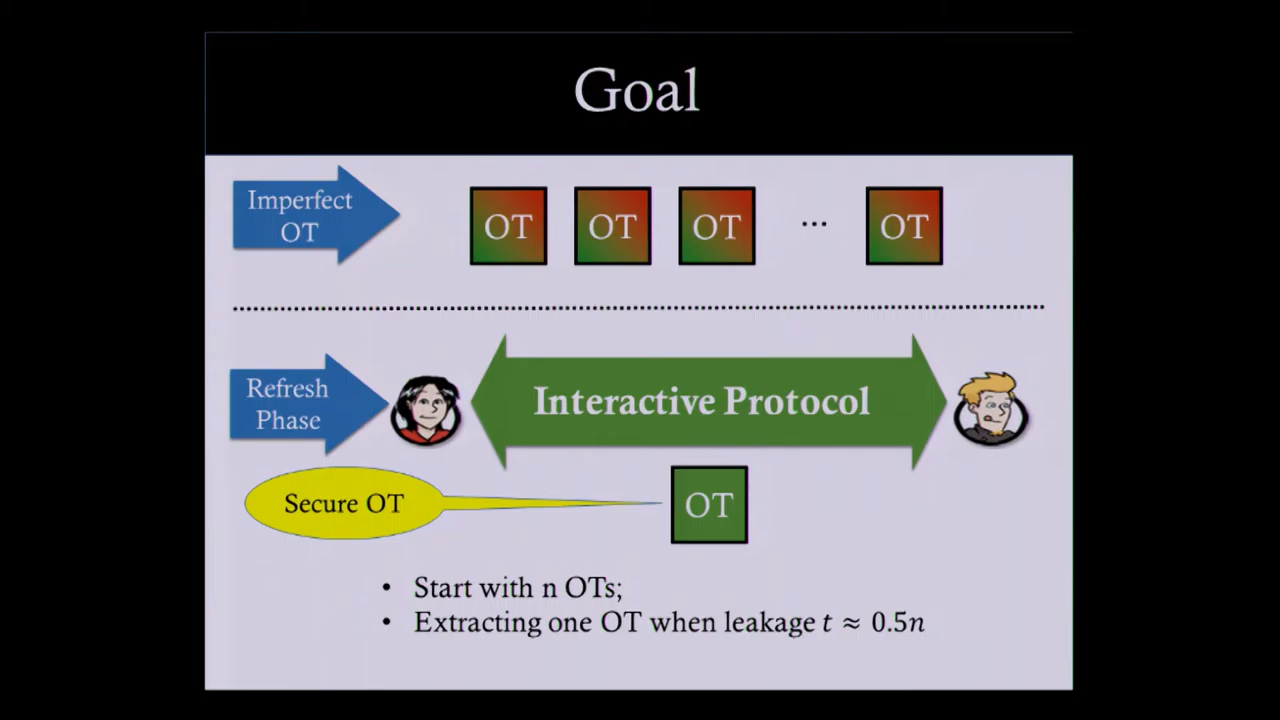 Goal
Imperfect
OT
OT OT OT ... OT
Refresh
Phase
Interactive Protocol
Secure OT
OT
• Start with n OTs;
• Extracting one OT when leakage t ≈ 0.5n